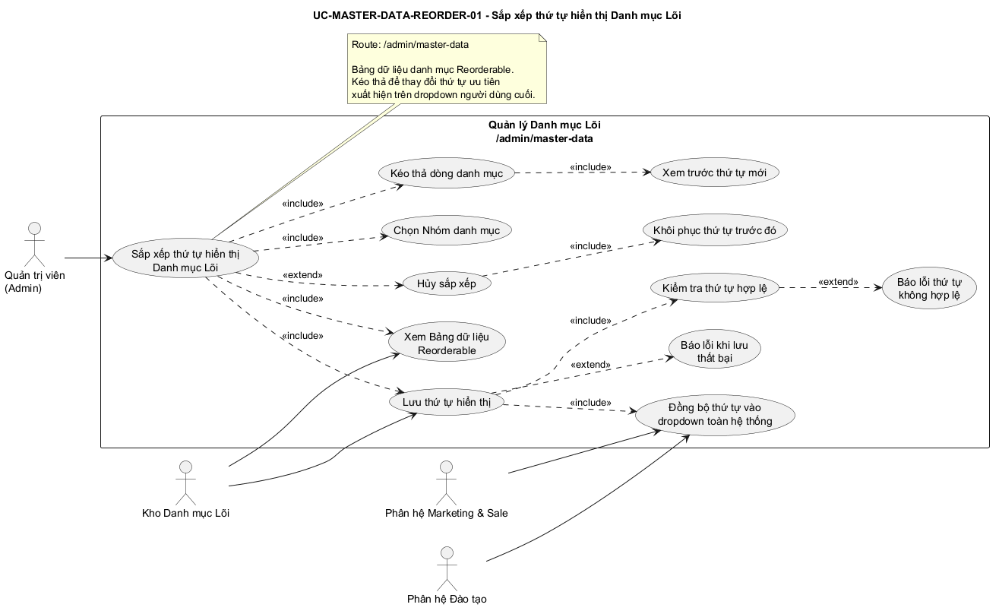 UC-MASTER-DATA-REORDER-01 - Sắp xếp thứ tự hiển thị Danh mục Lõi
Route: /admin/master-data
Bảng dữ liệu danh mục Reorderable.
Kéo thả để thay đổi thứ tự ưu tiên
xuất hiện trên dropdown người dùng cuối.
Quản lý Danh mục Lõi
/admin/master-data
Kéo thả dòng danh mục
«include»
Xem trước thứ tự mới
«include»
Chọn Nhóm danh mục
«include»
Khôi phục thứ tự trước đó
«include»
Quản trị viên
(Admin)
Sắp xếp thứ tự hiển thị
Danh mục Lõi
«extend»
Hủy sắp xếp
Kiểm tra thứ tự hợp lệ
«extend»
Báo lỗi thứ tự
không hợp lệ
«include»
«include»
«include»
Xem Bảng dữ liệu
Reorderable
Báo lỗi khi lưu
thất bại
«extend»
Lưu thứ tự hiển thị
«include»
Đồng bộ thứ tự vào
dropdown toàn hệ thống
Kho Danh mục Lõi
Phân hệ Marketing & Sale
Phân hệ Đào tạo